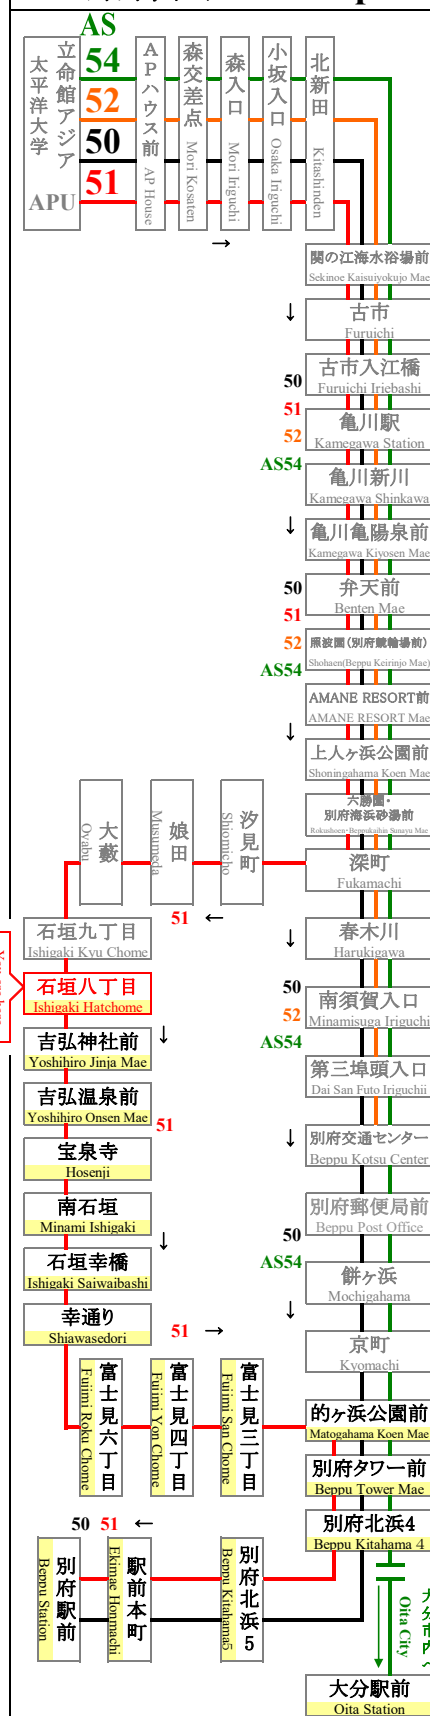 AS
54
52
50
51
立命館アジア
太平洋大学
APU
APハウス前
AP House
森交差点
Mori Kosaten
森入口
Mori Iriguchi
小坂入口
Osaka Iriguchi
北新田
Kitashinden
→
関の江海水浴場前
Sekinoe Kaisuiyokujo Mae
↓
古市
Furuichi
50
51
52
AS54
古市入江橋
Furuichi Iriebashi
亀川駅
Kamegawa Station
亀川新川
Kamegawa Shinkawa
↓
亀川亀陽泉前
Kamegawa Kiyosen Mae
50
51
52
AS54
弁天前
Benten Mae
照波園(別府競輪場前)
Shohaen(Beppu Keirinjo Mae)
AMANE RESORT前
AMANE RESORT Mae
↓
上人ヶ浜公園前
Shoningahama Koen Mae
六勝園・
別府海浜砂湯前
Rokushoen・Beppukaihin Sunayu Mae
深町
Fukamachi
汐見町
Shiomicho
娘田
Musumeda
大藪
Oyabu
51 ←
石垣九丁目
Ishigaki Kyu Chome
石垣八丁目
Ishigaki Hatchome
You are here
↓
吉弘神社前
Yoshihiro Jinja Mae
吉弘温泉前
Yoshihiro Onsen Mae
51
宝泉寺
Hosenji
南石垣
Minami Ishigaki
↓
石垣幸橋
Ishigaki Saiwaibashi
幸通り
Shiawasedori
51 →
富士見六丁目
Fujimi Roku Chome
富士見四丁目
Fujimi Yon Chome
富士見三丁目
Fujimi San Chome
↓
春木川
Harukigawa
50
52
AS54
南須賀入口
Minamisuga Iriguchi
第三埠頭入口
Dai San Futo Iriguchii
↓
別府交通センター
Beppu Kotsu Center
別府郵便局前
Beppu Post Office
50
AS54
餅ヶ浜
Mochigahama
↓
京町
Kyomachi
的ヶ浜公園前
Matogahama Koen Mae
別府タワー前
Beppu Tower Mae
別府北浜4
Beppu Kitahama 4
50 51 ←
別府北浜5
Beppu Kitahama5
駅前本町
Ekimae Honmachi
別府駅前
Beppu Station
大分市内へ
Oita City
大分駅前
Oita Station